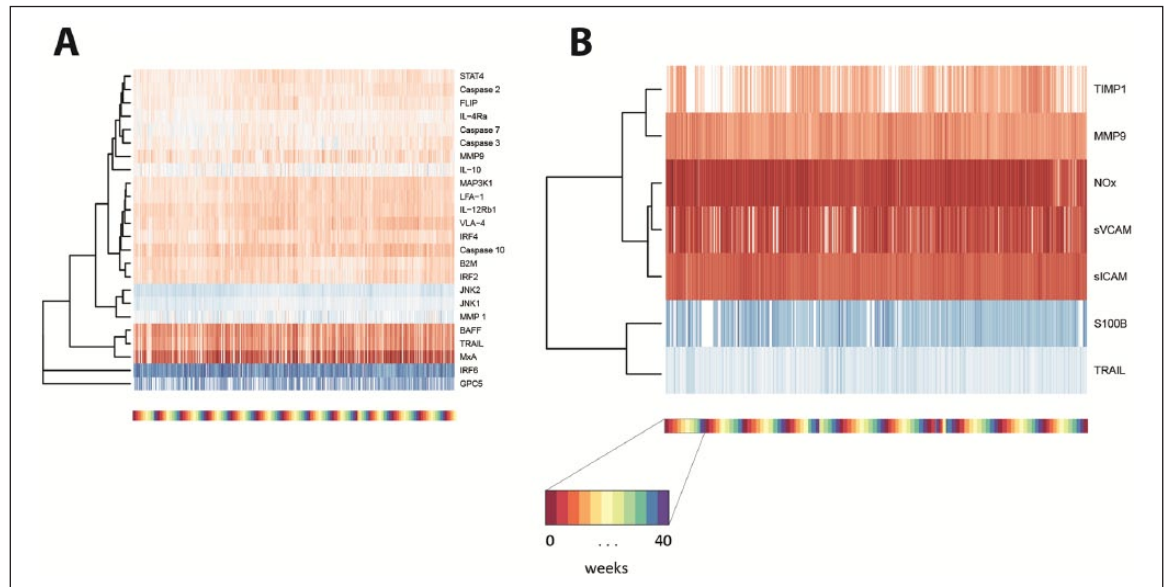 A
STAT4
Caspase 2
FLIP
IL-4Ra
Caspase 7
Caspase 3
MMP9
IL-10
MAP3K1
LFA-1
IL-12Rb1
VLA-4
IRF4
Caspase 10
B2M
IRF2
JNK2
JNK1
MMP 1
BAFF
TRAIL
MxA
IRF6
GPC5
B
TIMP1
MMP9
NOx
sVCAM
sICAM
S100B
TRAIL
0 ... 40
weeks